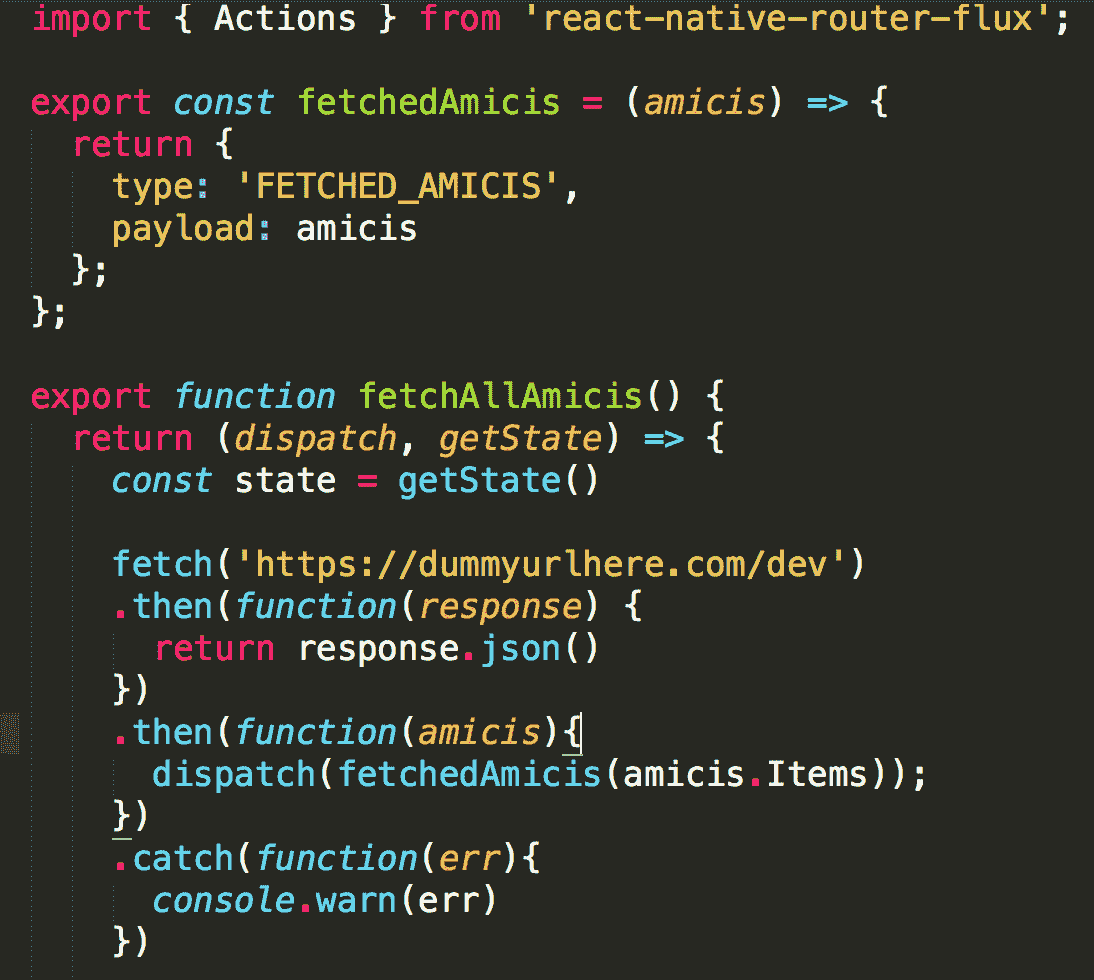 import { Actions } from 'react-native-router-flux';
export const fetchedAmicis = (amicis) => {
return {
type: 'FETCHED_AMICIS',
payload: amicis
};
};
export function fetchAllAmicis() {
return (dispatch, getState) => {
const state = getState()
fetch('https://dummyurlhere.com/dev')
.then(function(response) {
return response.json()
})
.then(function(amicis){
dispatch(fetchedAmicis(amicis.Items));
})
.catch(function(err){
console.warn(err)
})